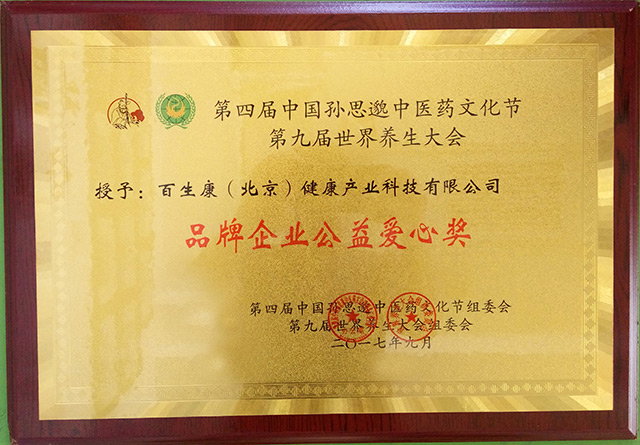 第四届中国孙思邈中医药文化节
第九届世界养生大会
授予：百生康（北京）健康产业科技有限公司
品牌企业公益爱心奖
第四届中国孙思邈中医药文化节组委会
第九届世界养生大会组委会
二〇一七年九月